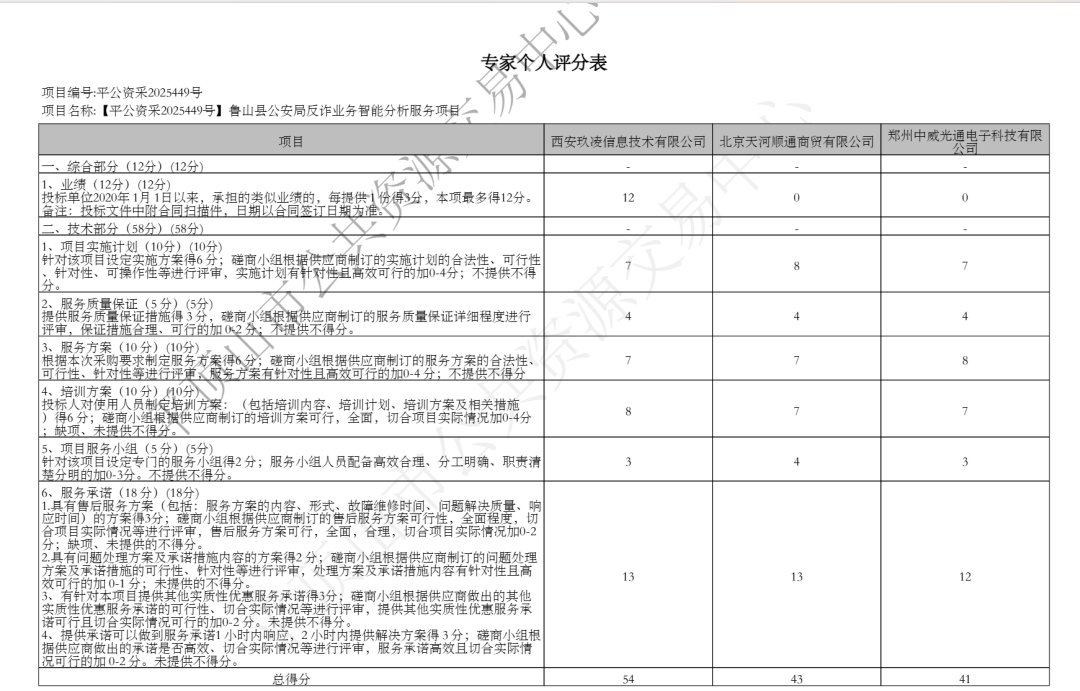 专家个人评分表
项目编号:平公资采2025449号
项目名称:【平公资采2025449号】鲁山县公安局反诈业务智能分析服务项目
项目 西安玖凌信息技术有限公司 北京天河顺通商贸有限公司 郑州中威光通电子科技有限公司
一、综合部分（12分）(12分) - - -
1、业绩（12分）(12分)
投标单位2020年 1月 1日以来，承担的类似业绩的，每提供 1份得3分，本项最多得12分。
备注：投标文件中附合同扫描件，日期以合同签订日期为准。
12 0 0
二、技术部分（58分）(58分) - - -
1、项目实施计划（10分）(10分)
针对该项目设定实施方案得6 分；磋商小组根据供应商制订的实施计划的合法性、可行性
、针对性、可操作性等进行评审，实施计划有针对性且高效可行的加0-4分；不提供不得
分。
7 8 7
2、服务质量保证（5 分）(5分)
提供服务质量保证措施得 3 分，磋商小组根据供应商制订的服务质量保证详细程度进行
评审，保证措施合理、可行的加 0-2 分；不提供不得分。
4 4 4
3、服务方案（10 分）(10分)
根据本次采购要求制定服务方案得6 分；磋商小组根据供应商制订的服务方案的合法性、
可行性、针对性等进行评审，服务方案有针对性且高效可行的加0-4 分；不提供不得分
7 7 8
4、培训方案（10 分）(10分)
投标人对使用人员制定培训方案：（包括培训内容、培训计划、培训方案及相关措施
）得6分；磋商小组根据供应商制订的培训方案可行，全面，切合项目实际情况加0-4分
；缺项、未提供不得分。
8 7 7
5、项目服务小组（5 分）(5分)
针对该项目设定专门的服务小组得2 分；服务小组人员配备高效合理、分工明确、职责清
楚分明的加0-3分。不提供不得分。
3 4 3
6、服务承诺（18 分）(18分)
1.具有售后服务方案（包括：服务方案的内容、形式、故障维修时间、问题解决质量、响
应时间）的方案得3分；磋商小组根据供应商制订的售后服务方案可行性，全面程度，切
合项目实际情况等进行评审，售后服务方案可行，全面，合理，切合项目实际情况加0-2
分；缺项、未提供的不得分。
2.具有问题处理方案及承诺措施内容的方案得2 分；磋商小组根据供应商制订的问题处理
方案及承诺措施的可行性、针对性等进行评审，处理方案及承诺措施内容有针对性且高
效可行的加 0-1 分；未提供的不得分。
3、有针对本项目提供其他实质性优惠服务承诺得3分；磋商小组根据供应商做出的其他
实质性优惠服务承诺的可行性、切合实际情况等进行评审，提供其他实质性优惠服务承
诺可行且切合实际情况可行的加0-2 分。未提供不得分。
4、提供承诺可以做到服务承诺1 小时内响应，2 小时内提供解决方案得 3 分；磋商小组根
据供应商做出的承诺是否高效、切合实际情况等进行评审，服务承诺高效且切合实际情
况可行的加 0-2 分。未提供不得分。
13 13 12
总得分 54 43 41
平顶山市公共资源交易中心
顶山市公共资源交易中心